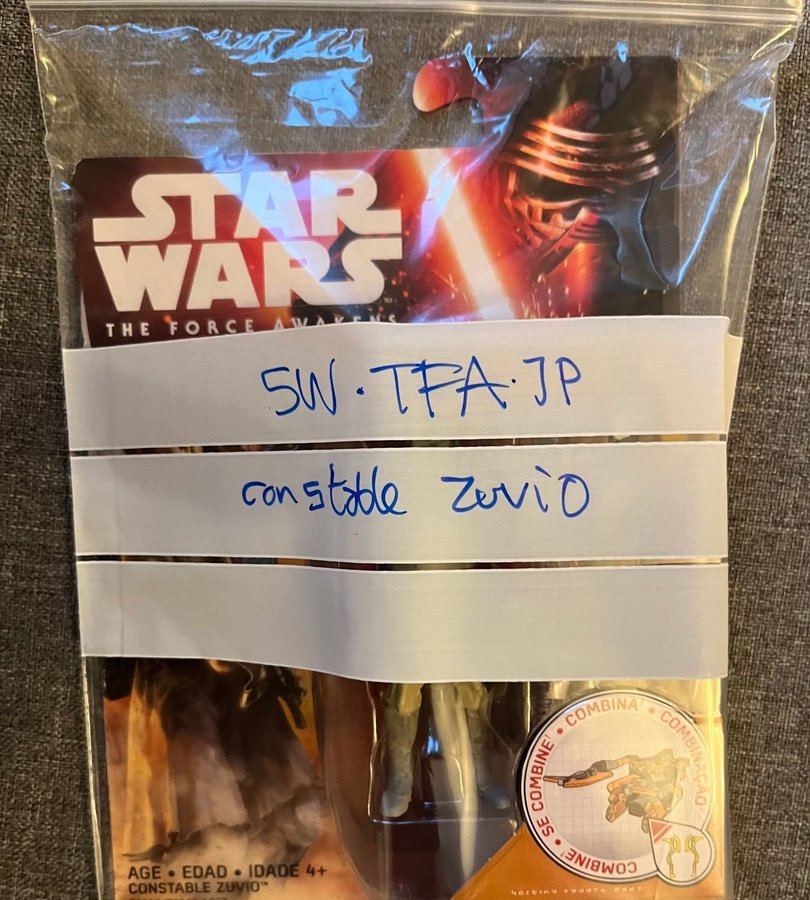 STAR
WARS
THE FORCE AWAKENS
SW·TFA·JP
constable zuvio
COMBINE! • SE COMBINE! • COMBINA! • COMBINAÇÃO
AGE • EDAD • IDADE 4+
CONSTABLE ZUVIO™